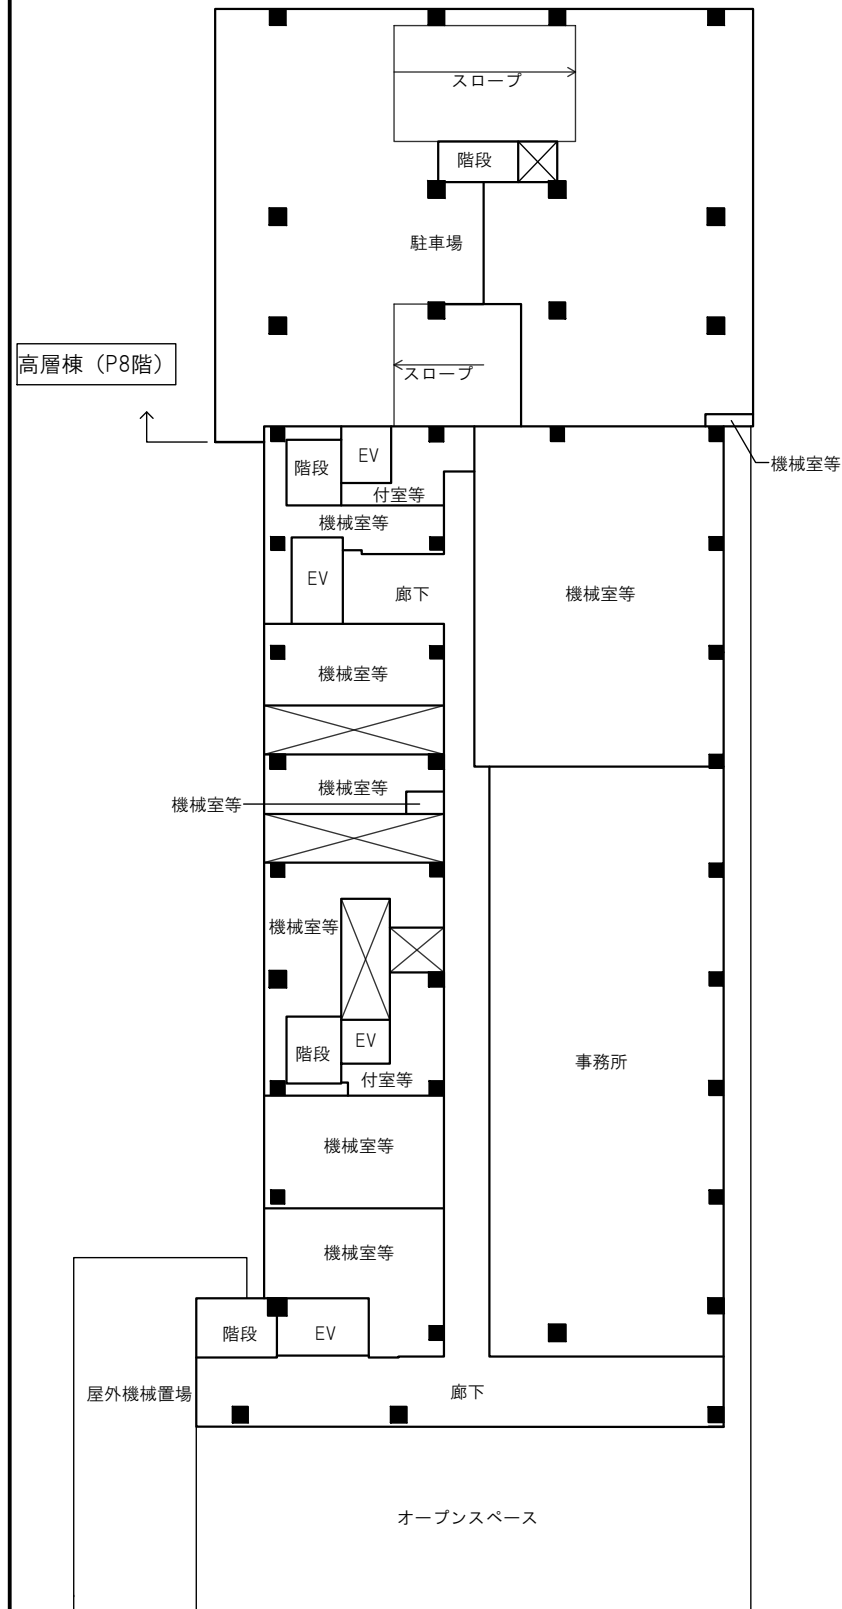 スロープ
階段
駐車場
高層棟（P8階）
スロープ
機械室等
階段
EV
付室等
機械室等
EV
廊下
機械室等
機械室等
機械室等
機械室等
機械室等
階段
EV
付室等
事務所
機械室等
機械室等
階段
EV
屋外機械置場
廊下
オープンスペース